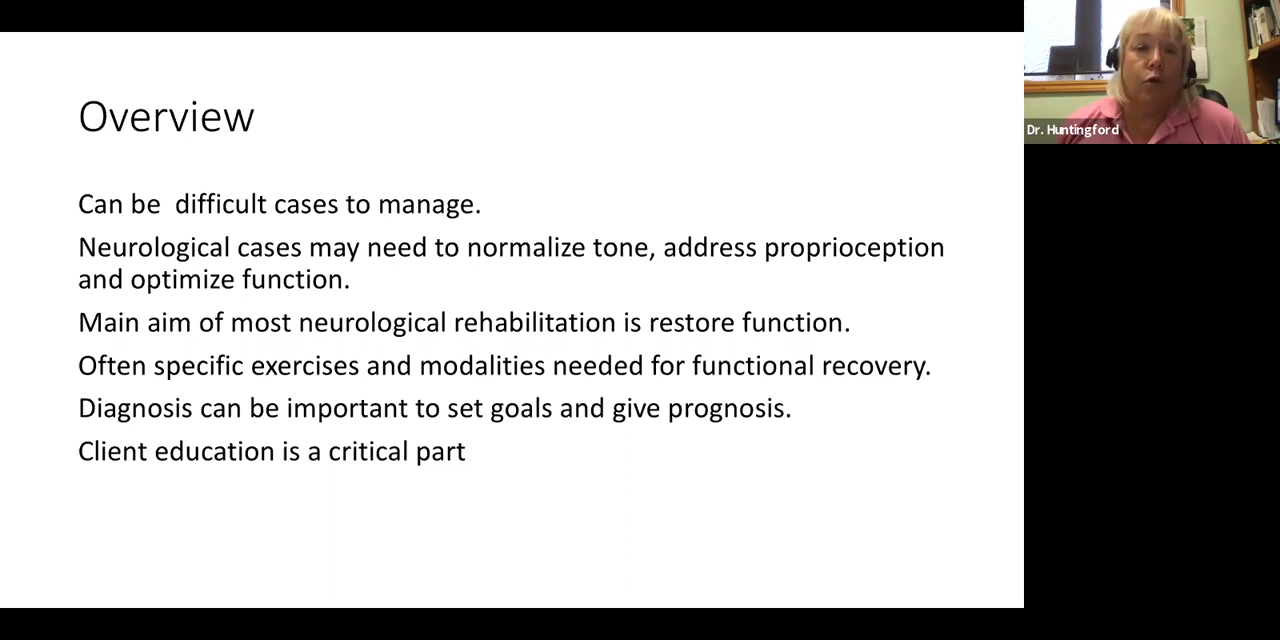 Overview
Can be  difficult cases to manage.
Neurological cases may need to normalize tone, address proprioception
and optimize function.
Main aim of most neurological rehabilitation is restore function.
Often specific exercises and modalities needed for functional recovery.
Diagnosis can be important to set goals and give prognosis.
Client education is a critical part
Dr. Huntingford